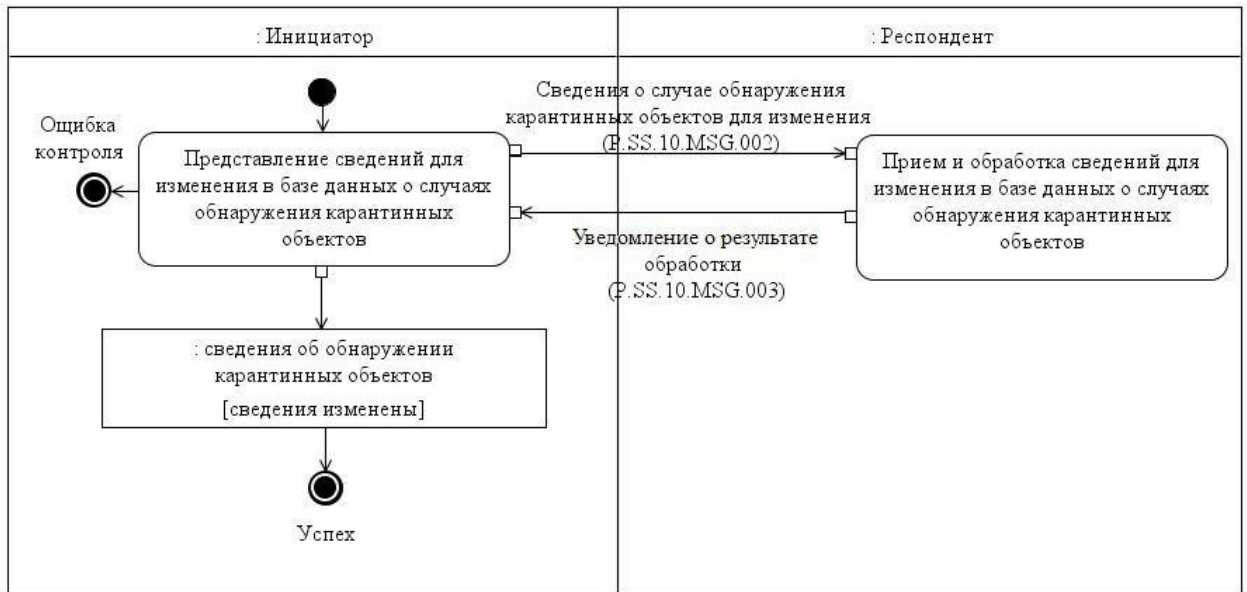 : Инициатор
: Респондент
Ощибка
контроля
Представление сведений для
изменения в базе данных о случаях
обнаружения карантинных
объектов
Сведения о случае обнаружения
карантинных объектов для изменения
(P.SS.10.MSG.002)
Прием и обработка сведений для
изменения в базе данных о случаях
обнаружения карантинных
объектов
Уведомление о результате
обработки
(P.SS.10.MSG.003)
: сведения об обнаружении
карантинных объектов
[сведения изменены]
Успех